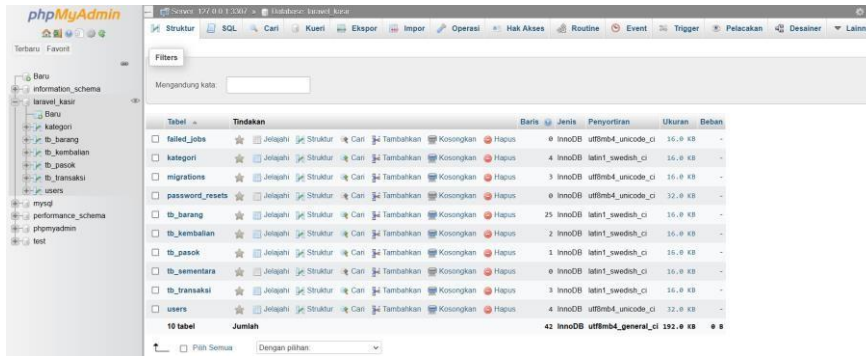 phpMyAdmin
Terbaru Favorit
Baru
information_schema
laravel_kasir
Baru
kategori
tb_barang
tb_kembalian
tb_pasok
tb_transaksi
users
mysql
performance_schema
phpmyadmin
test
Server: 127.0.0.1:3307 » Database: laravel_kasir
Struktur SQL Cari Kueri Ekspor Impor Operasi Hak Akses Routine Event Trigger Pelacakan Desainer Lainn
Filters
Mengandung kata:
Tabel Tindakan Baris Jenis Penyortiran Ukuran Beban
failed_jobs Jelajahi Struktur Cari Tambahkan Kosongkan Hapus 0 InnoDB utf8mb4_unicode_ci 16.0 KB -
kategori Jelajahi Struktur Cari Tambahkan Kosongkan Hapus 4 InnoDB latin1_swedish_ci 16.0 KB -
migrations Jelajahi Struktur Cari Tambahkan Kosongkan Hapus 3 InnoDB utf8mb4_unicode_ci 16.0 KB -
password_resets Jelajahi Struktur Cari Tambahkan Kosongkan Hapus 0 InnoDB utf8mb4_unicode_ci 32.0 KB -
tb_barang Jelajahi Struktur Cari Tambahkan Kosongkan Hapus 25 InnoDB latin1_swedish_ci 16.0 KB -
tb_kembalian Jelajahi Struktur Cari Tambahkan Kosongkan Hapus 2 InnoDB latin1_swedish_ci 16.0 KB -
tb_pasok Jelajahi Struktur Cari Tambahkan Kosongkan Hapus 1 InnoDB latin1_swedish_ci 16.0 KB -
tb_sementara Jelajahi Struktur Cari Tambahkan Kosongkan Hapus 0 InnoDB latin1_swedish_ci 16.0 KB -
tb_transaksi Jelajahi Struktur Cari Tambahkan Kosongkan Hapus 3 InnoDB latin1_swedish_ci 16.0 KB -
users Jelajahi Struktur Cari Tambahkan Kosongkan Hapus 4 InnoDB utf8mb4_unicode_ci 32.0 KB -
10 tabel Jumlah 42 InnoDB utf8mb4_general_ci 192.0 KB 0 B
Pilih Semua Dengan pilihan: